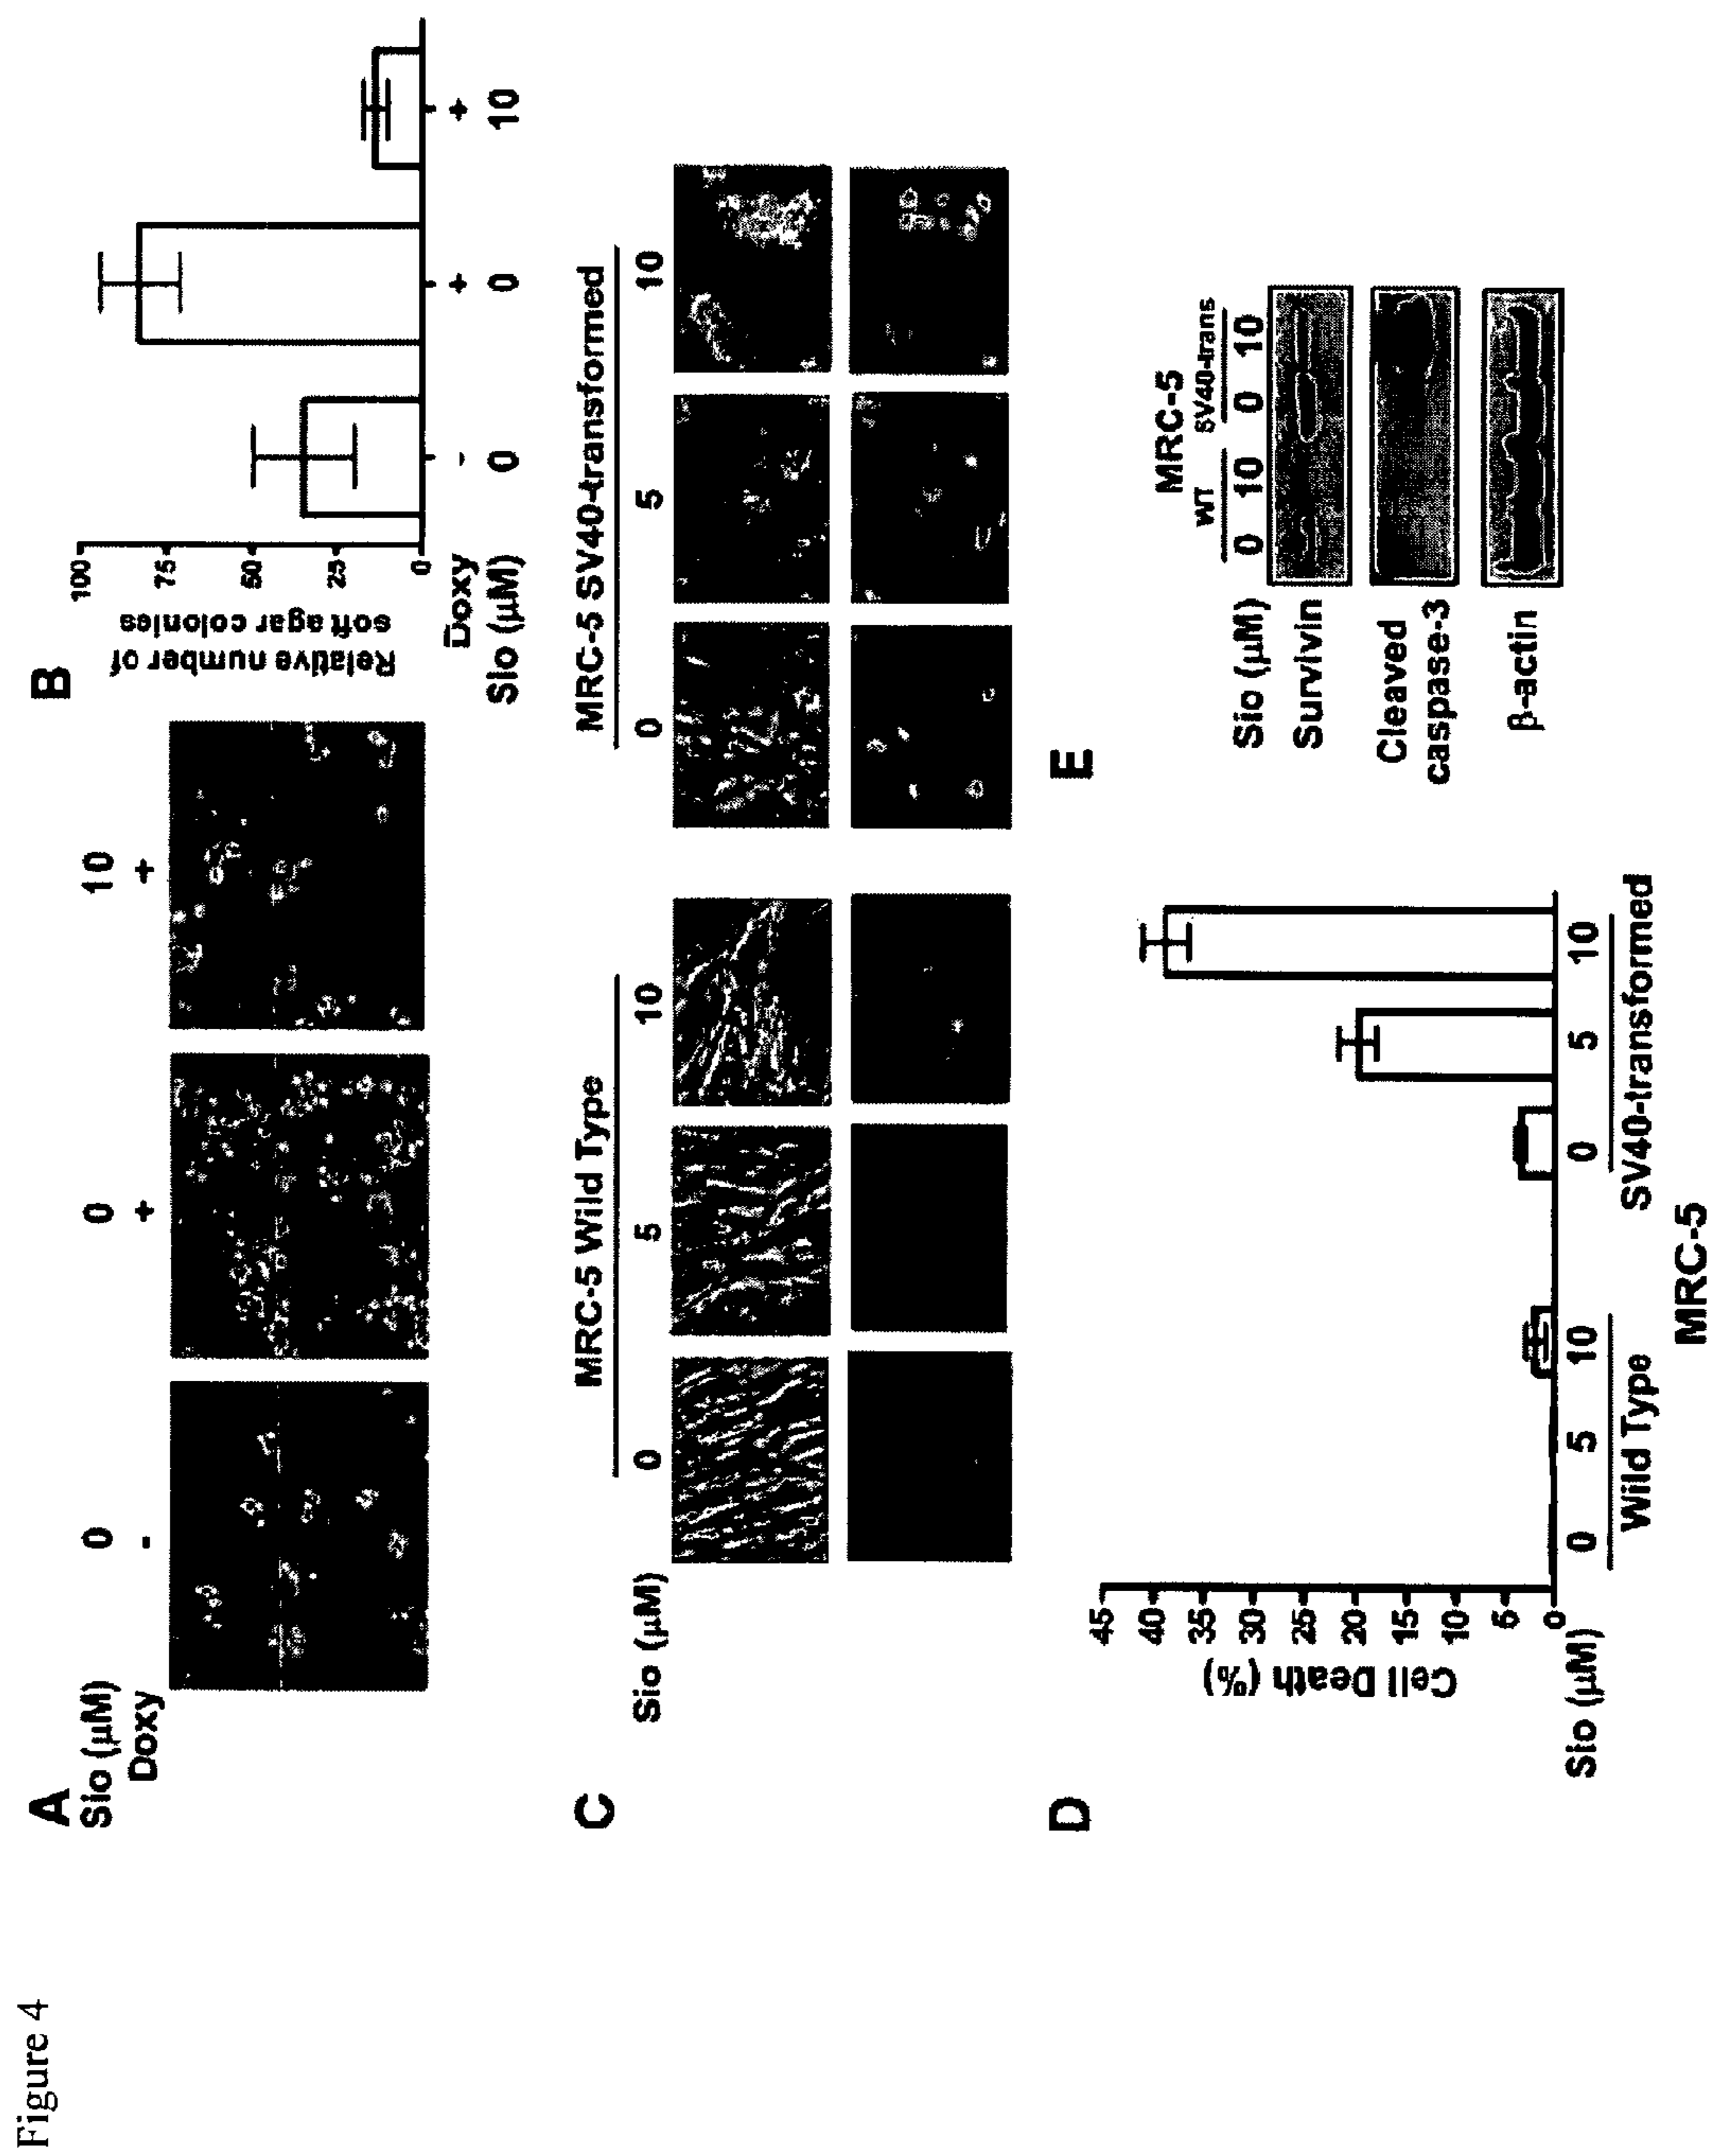 Figure 4
A
Sio (µM) 0 0 10
Doxy - + +
B
Relative number of
soft agar colonies
100
75
50
25
0
Doxy - + +
Sio (µM) 0 0 10
C
MRC-5 Wild Type MRC-5 SV40-transformed
Sio (µM) 0 5 10 0 5 10
D
Cell Death (%)
45
40
35
30
25
20
15
10
5
0
Sio (µM) 0 5 10 0 5 10
Wild Type SV40-transformed
MRC-5
E
MRC-5
WT SV40-trans
Sio (µM) 0 10 0 10
Survivin
Cleaved
caspase-3
β-actin